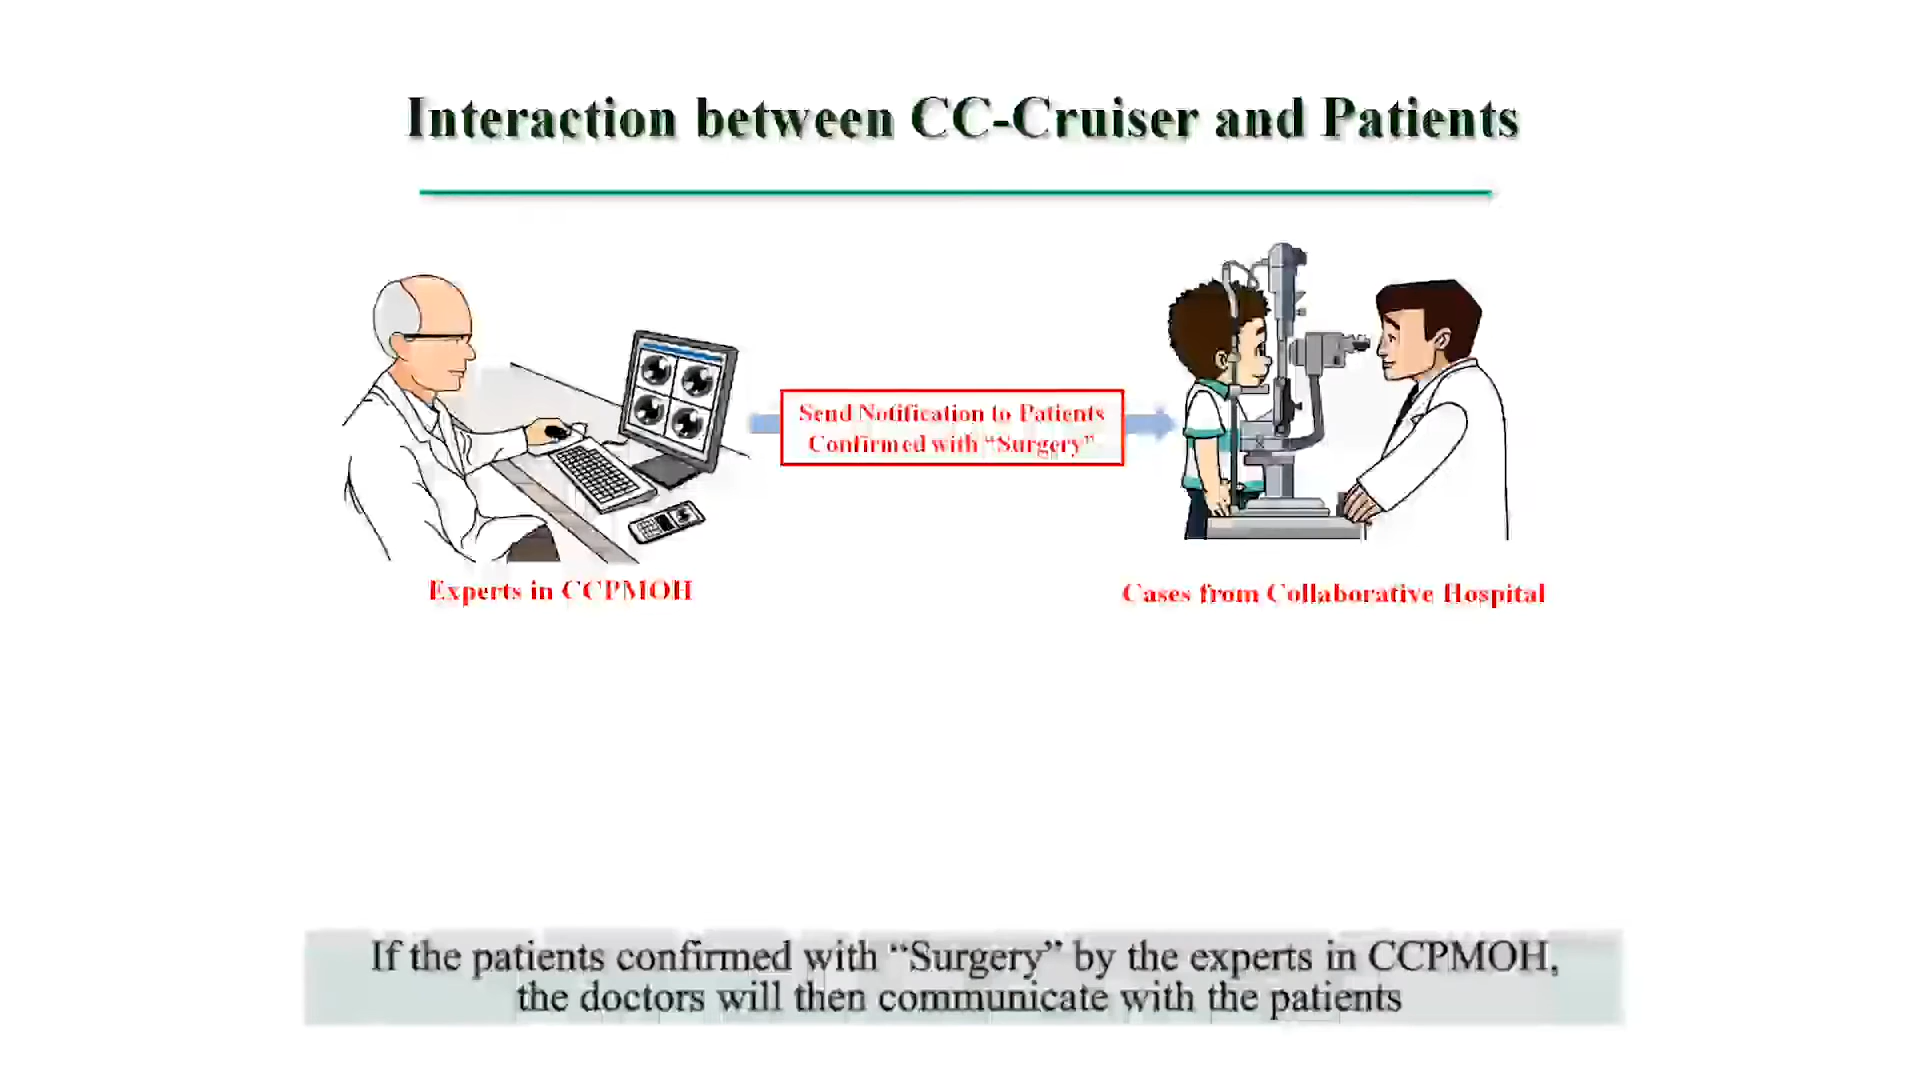 Interaction between CC-Cruiser and Patients
Send Notification to Patients
Confirmed with “Surgery”
Experts in CCPMOH
Cases from Collaborative Hospital
If the patients confirmed with “Surgery” by the experts in CCPMOH,
the doctors will then communicate with the patients